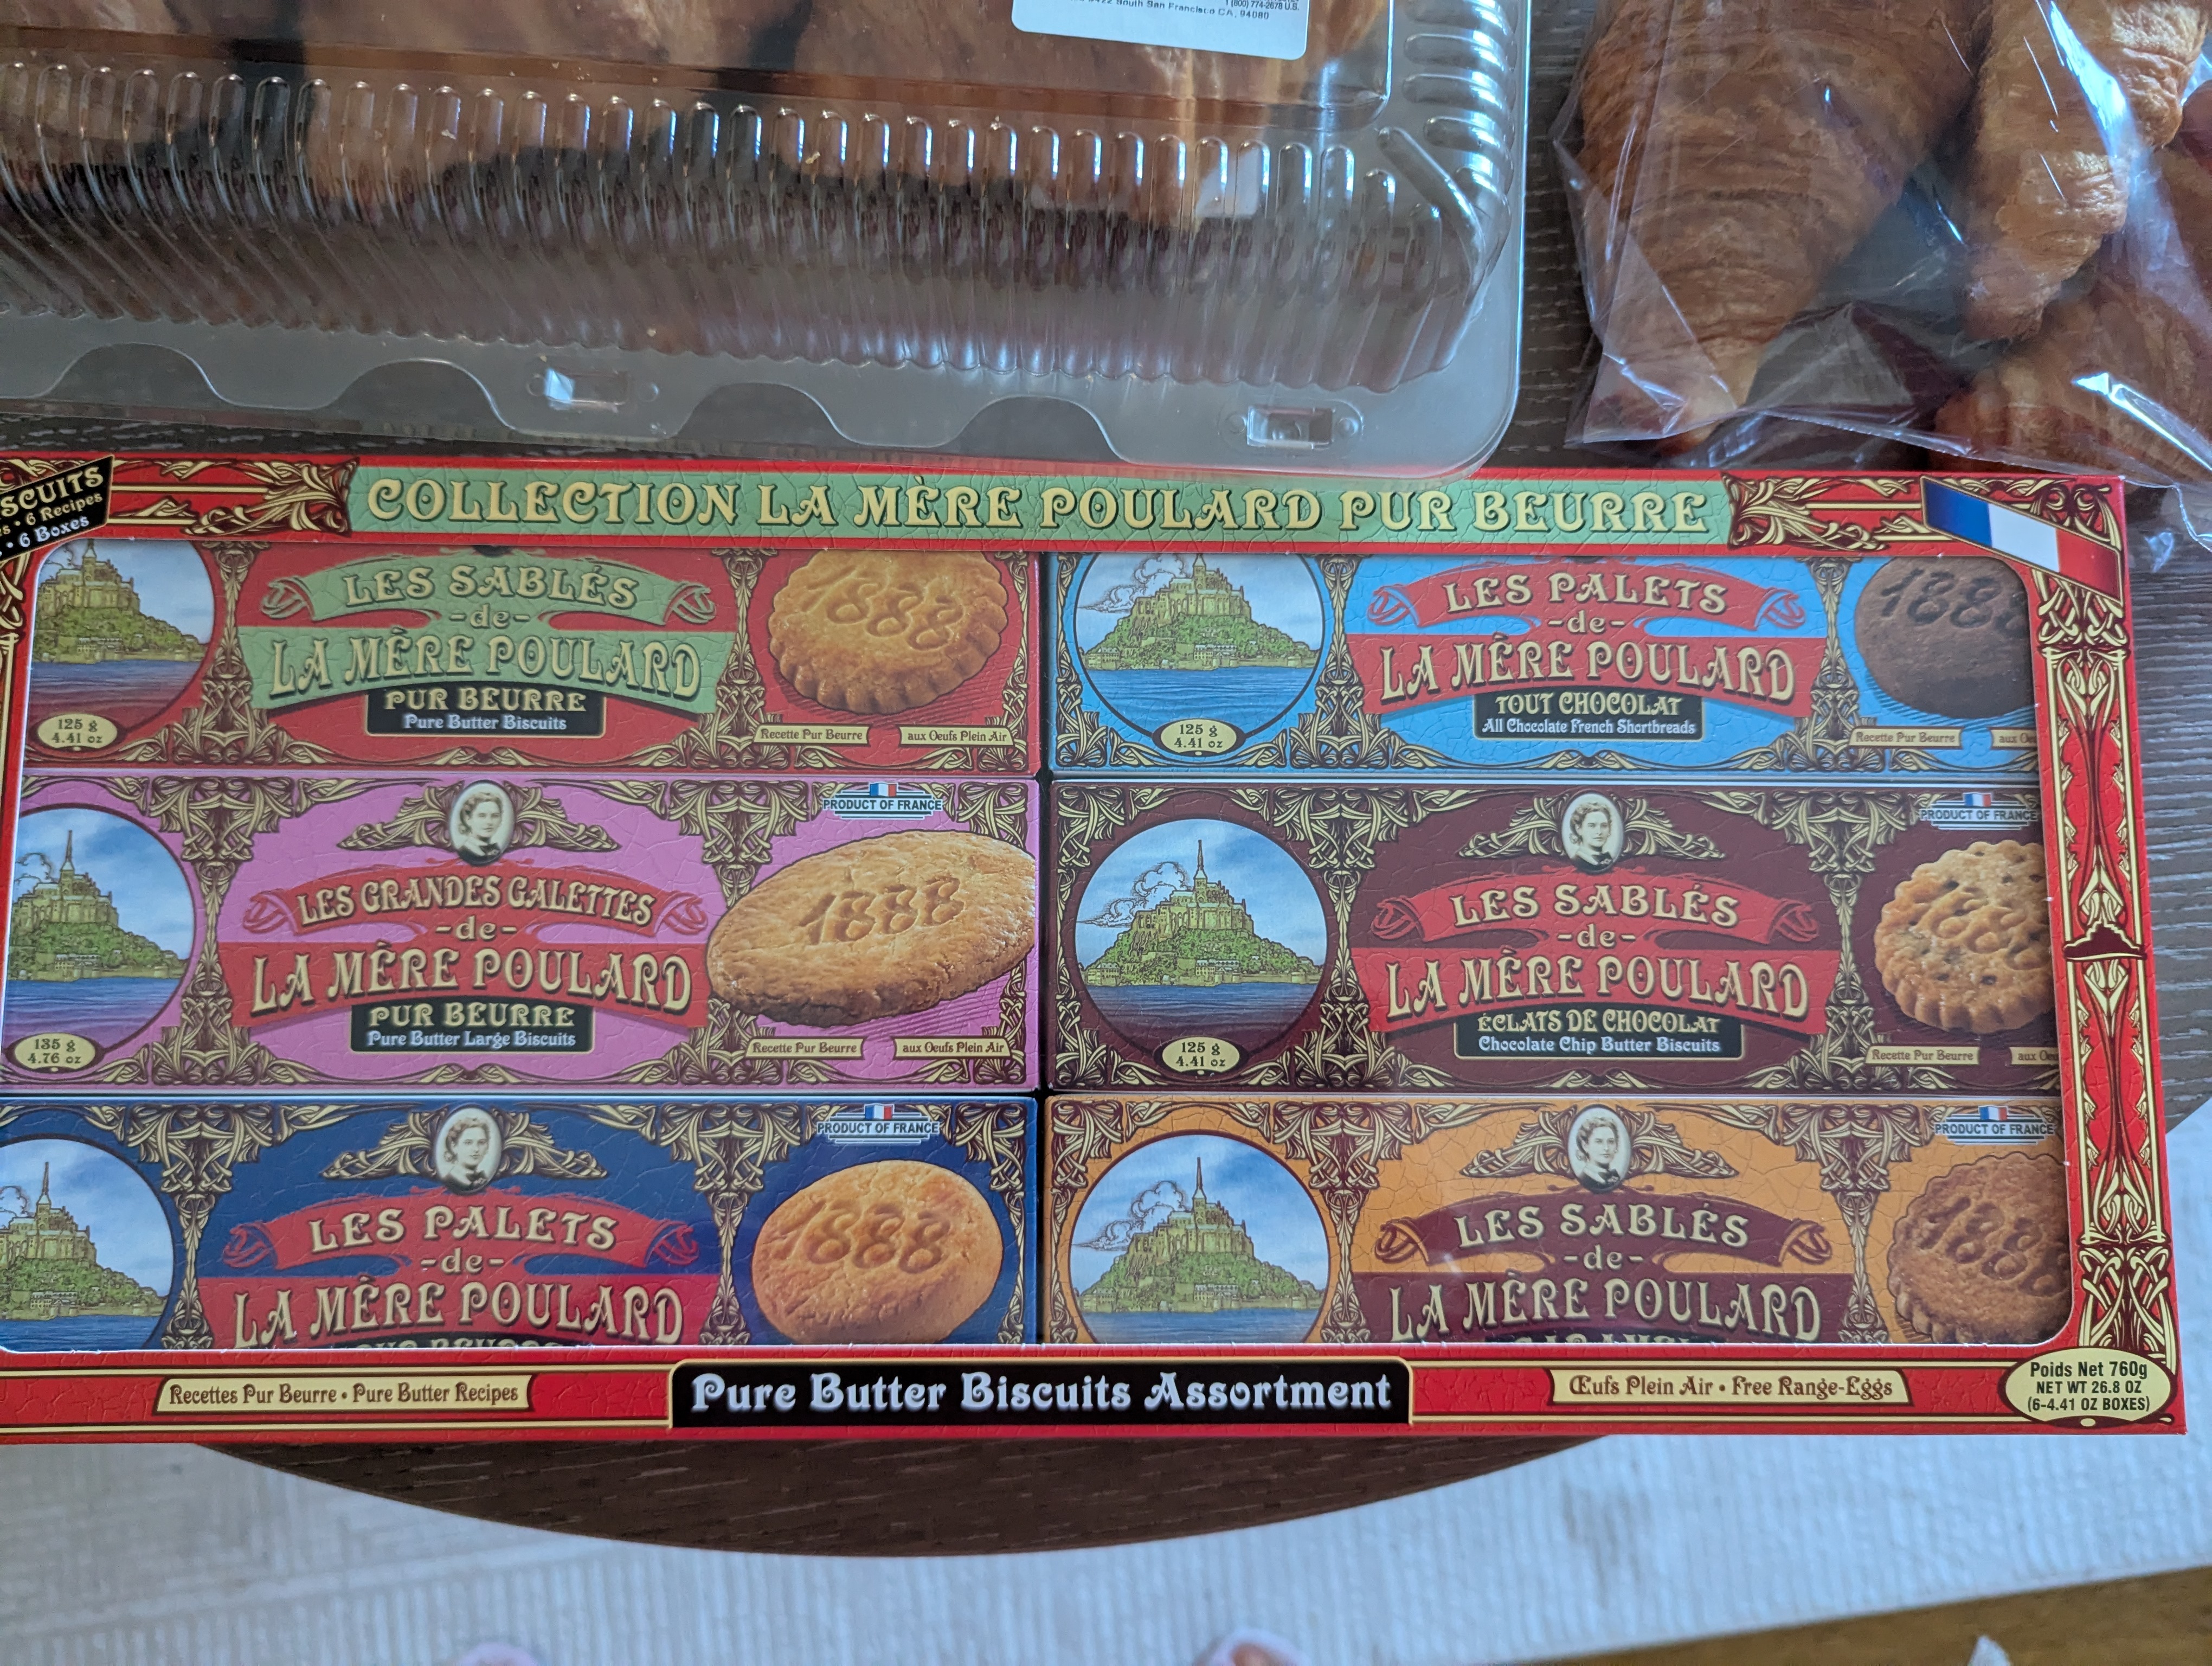 1 (800) 774-2678 U.S.
South San Francisco CA, 94080
COLLECTION LA MÈRE POULARD PUR BEURRE
6 Recipes
6 Boxes
LES SABLÉS
-de-
LA MÈRE POULARD
PUR BEURRE
Pure Butter Biscuits
125 g
4.41 oz
1888
Recette Pur Beurre
aux Oeufs Plein Air
LES PALETS
-de-
LA MÈRE POULARD
TOUT CHOCOLAT
All Chocolate French Shortbreads
125 g
4.41 oz
1888
Recette Pur Beurre
aux
PRODUCT OF FRANCE
LES GRANDES GALETTES
-de-
LA MÈRE POULARD
PUR BEURRE
Pure Butter Large Biscuits
135 g
4.76 oz
1888
Recette Pur Beurre
aux Oeufs Plein Air
PRODUCT OF FRANCE
LES SABLÉS
-de-
LA MÈRE POULARD
ÉCLATS DE CHOCOLAT
Chocolate Chip Butter Biscuits
125 g
4.41 oz
Recette Pur Beurre
aux
PRODUCT OF FRANCE
LES PALETS
-de-
LA MÈRE POULARD
1888
PRODUCT OF FRANCE
LES SABLÉS
-de-
LA MÈRE POULARD
1888
Recettes Pur Beurre • Pure Butter Recipes
Pure Butter Biscuits Assortment
Œufs Plein Air • Free Range-Eggs
Poids Net 760g
NET WT 26.8 OZ
(6-4.41 OZ BOXES)